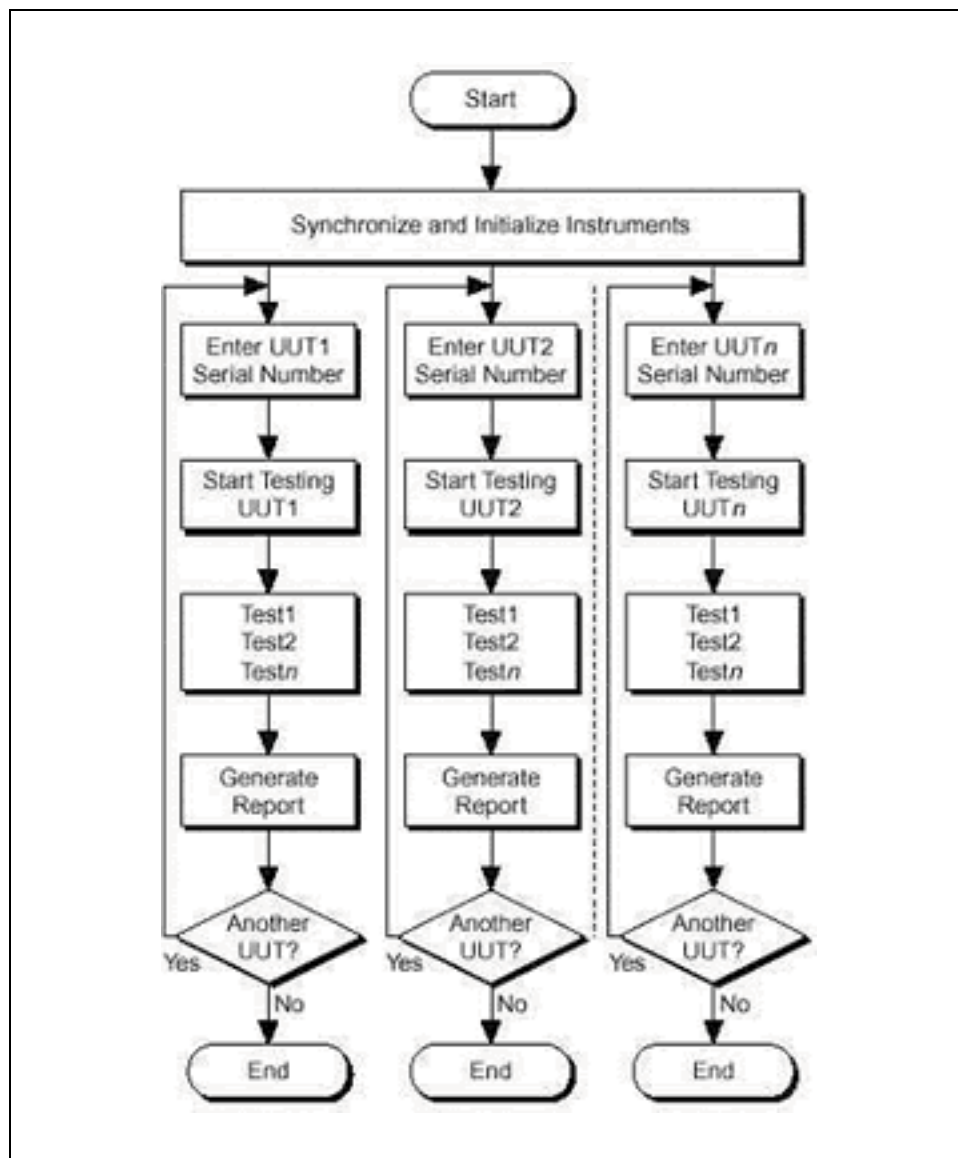 Start
Synchronize and Initialize Instruments
Enter UUT1
Serial Number
Start Testing
UUT1
Test1
Test2
Testn
Generate
Report
Another
UUT?
Yes
No
End
Enter UUT2
Serial Number
Start Testing
UUT2
Test1
Test2
Testn
Generate
Report
Another
UUT?
Yes
No
End
Enter UUTn
Serial Number
Start Testing
UUTn
Test1
Test2
Testn
Generate
Report
Another
UUT?
Yes
No
End